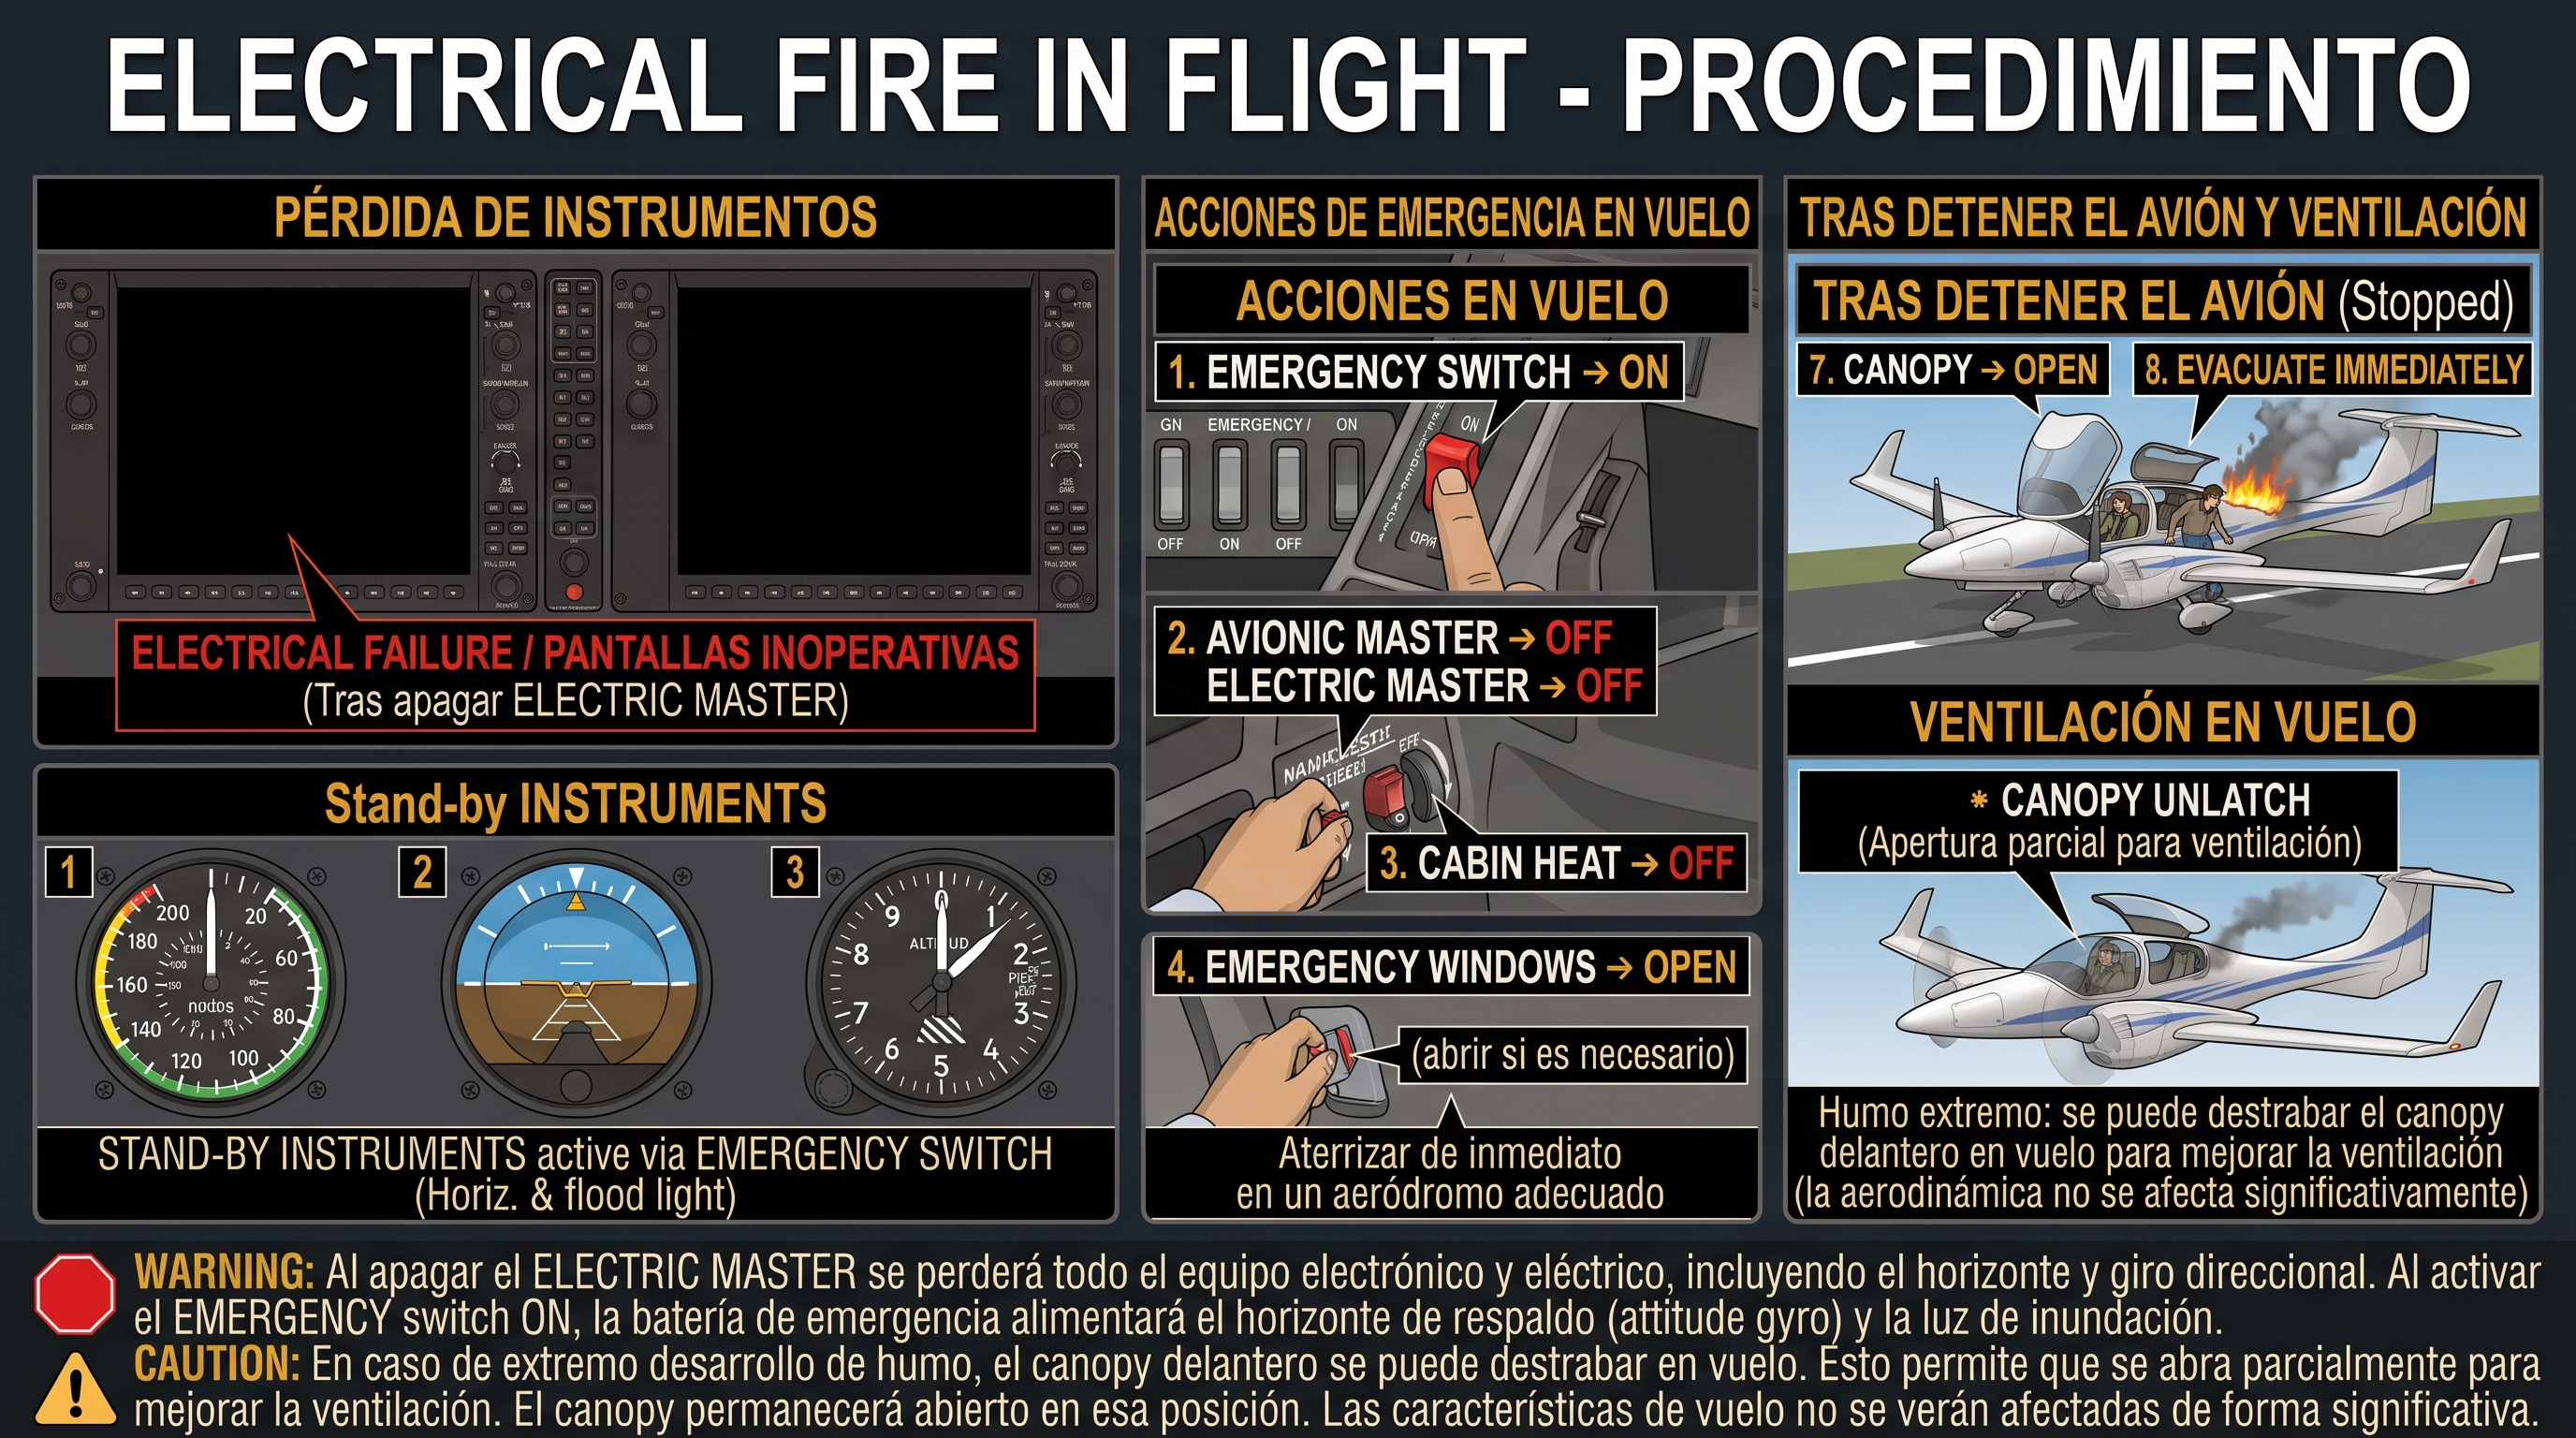 ELECTRICAL FIRE IN FLIGHT - PROCEDIMIENTO
PÉRDIDA DE INSTRUMENTOS
ELECTRICAL FAILURE / PANTALLAS INOPERATIVAS
(Tras apagar ELECTRIC MASTER)
Stand-by INSTRUMENTS
1
200
20
180
60
160
80
140
100
120
nodos
2
3
0
1
2
3
4
5
6
7
8
9
STAND-BY INSTRUMENTS active via EMERGENCY SWITCH
(Horiz. & flood light)
ACCIONES DE EMERGENCIA EN VUELO
ACCIONES EN VUELO
1. EMERGENCY SWITCH → ON
GN EMERGENCY / ON
ON
OFF ON OFF
2. AVIONIC MASTER → OFF
ELECTRIC MASTER → OFF
3. CABIN HEAT → OFF
4. EMERGENCY WINDOWS → OPEN
(abrir si es necesario)
Aterrizar de inmediato
en un aeródromo adecuado
TRAS DETENER EL AVIÓN Y VENTILACIÓN
TRAS DETENER EL AVIÓN (Stopped)
7. CANOPY → OPEN
8. EVACUATE IMMEDIATELY
VENTILACIÓN EN VUELO
* CANOPY UNLATCH
(Apertura parcial para ventilación)
Humo extremo: se puede destrabar el canopy
delantero en vuelo para mejorar la ventilación
(la aerodinámica no se afecta significativamente)
WARNING: Al apagar el ELECTRIC MASTER se perderá todo el equipo electrónico y eléctrico, incluyendo el horizonte y giro direccional. Al activar
el EMERGENCY switch ON, la batería de emergencia alimentará el horizonte de respaldo (attitude gyro) y la luz de inundación.
CAUTION: En caso de extremo desarrollo de humo, el canopy delantero se puede destrabar en vuelo. Esto permite que se abra parcialmente para
mejorar la ventilación. El canopy permanecerá abierto en esa posición. Las características de vuelo no se verán afectadas de forma significativa.